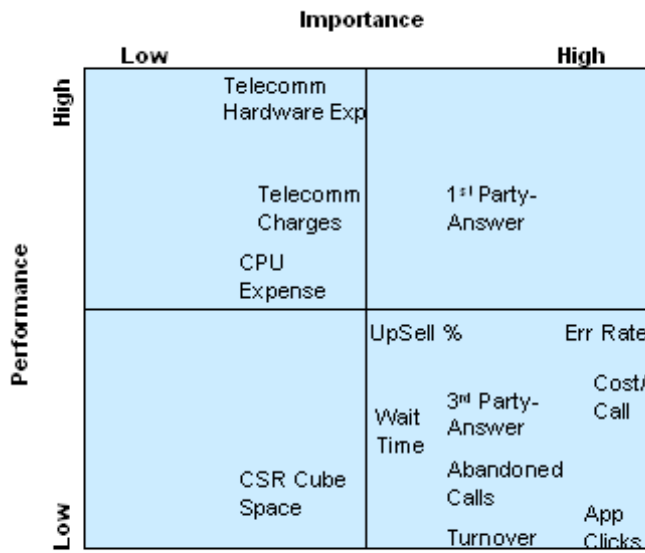 Importance
Low
High
High
Performance
Low
Telecomm
Hardware Exp
Telecomm
Charges
1st Party-
Answer
CPU
Expense
UpSell %
Err Rate
Cost/
Call
Wait
Time
3rd Party-
Answer
CSR Cube
Space
Abandoned
Calls
Turnover
App
Clicks